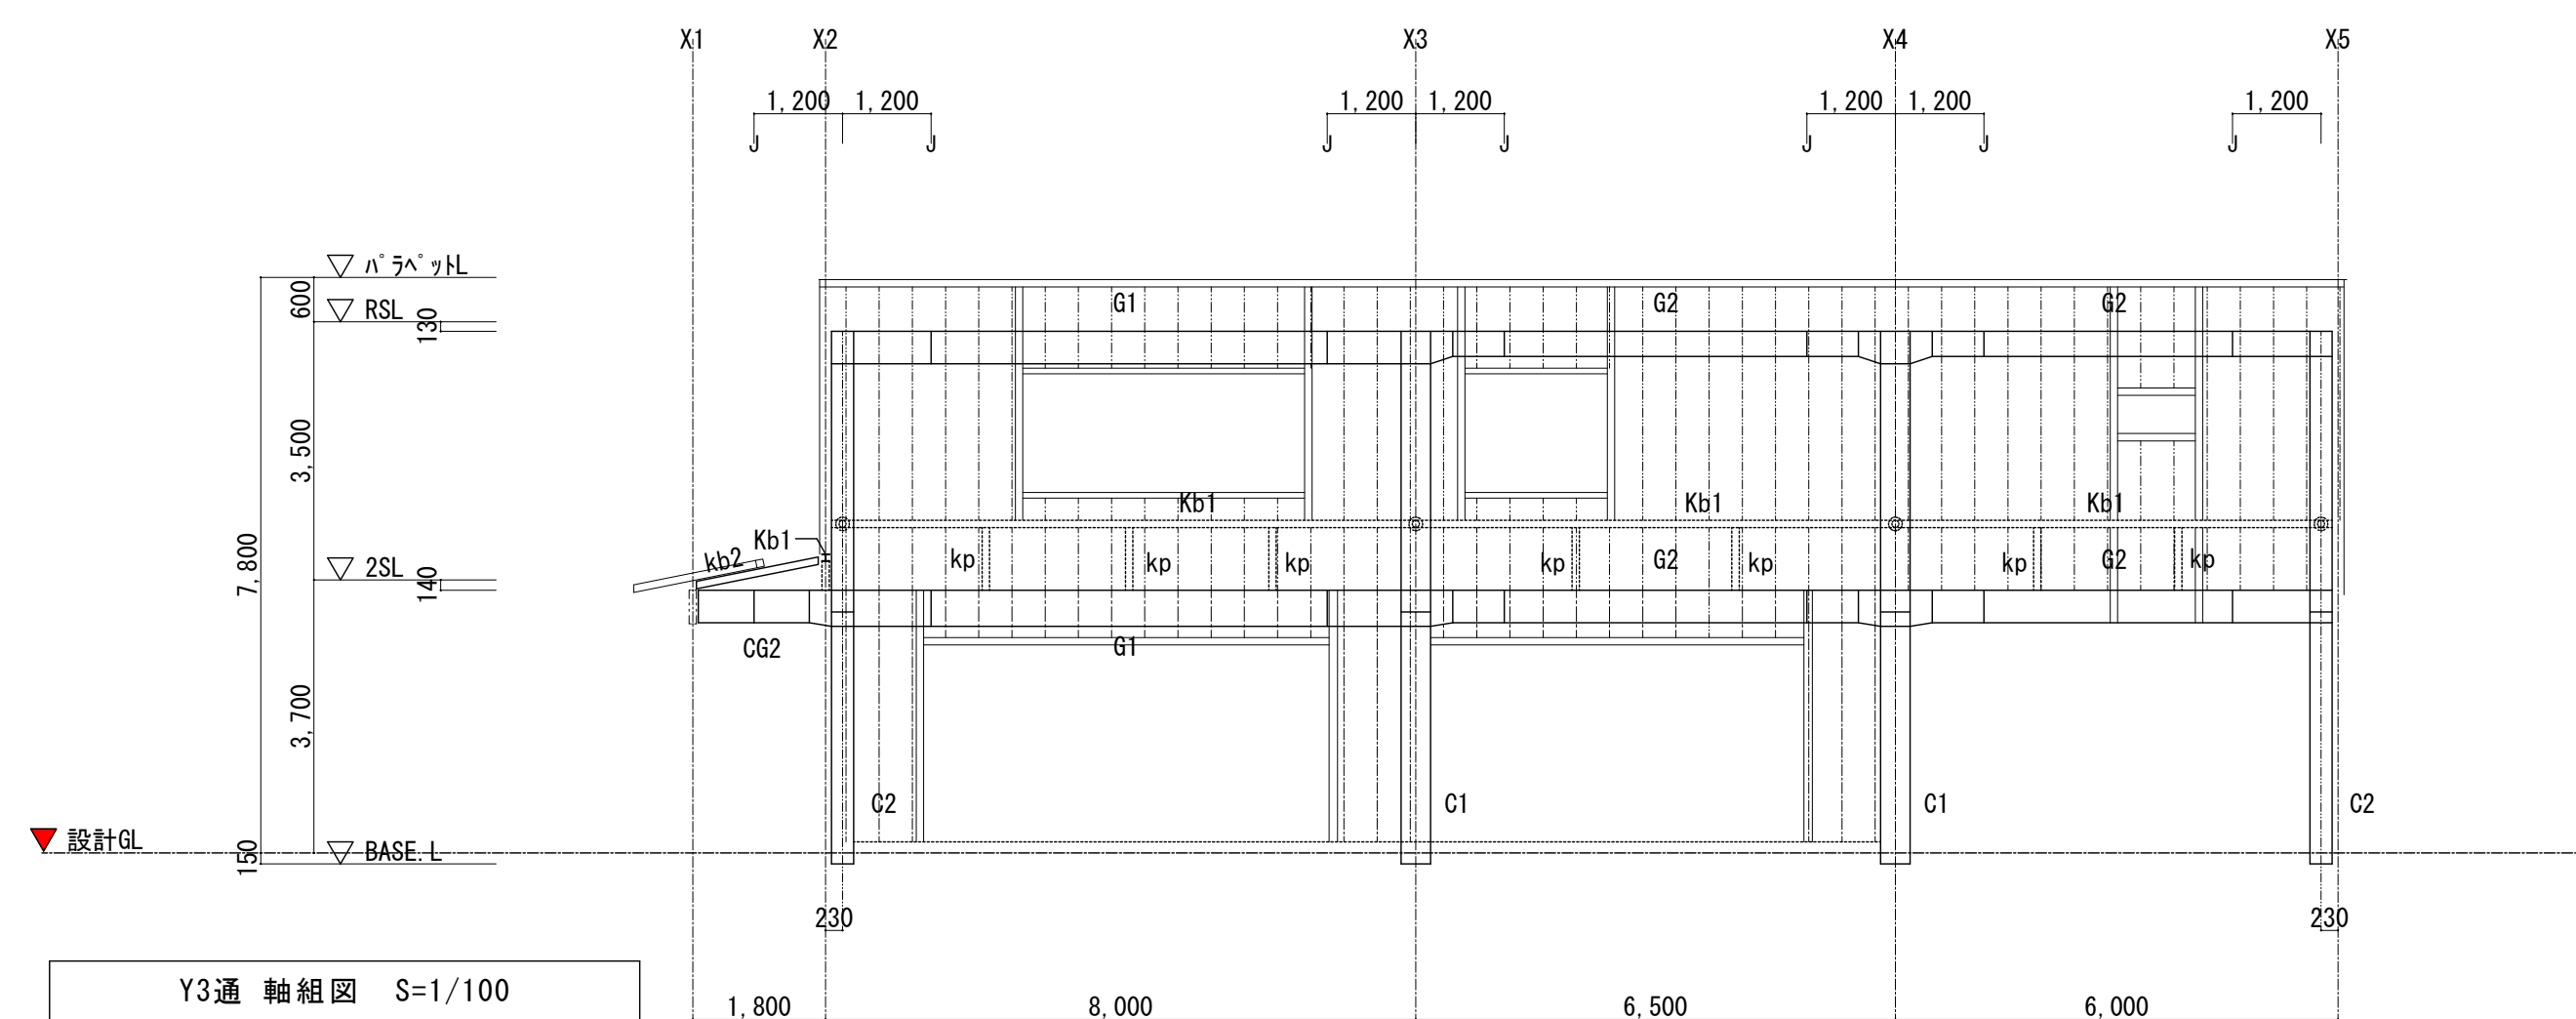 X1 X2 X3 X4 X5
1,200 1,200 1,200 1,200 1,200 1,200 1,200
J J J J J J J
ﾊﾟﾗﾍﾟｯﾄL
600
RSL
130
G1 G2 G2
3,500
Kb1 Kb1 Kb1
7,800
Kb1
kb2
2SL
140
kp kp kp kp G2 kp kp G2 kp
CG2 G1
3,700
C2 C1 C1 C2
設計GL
BASE.L
150
230 230
Y3通 軸組図 S=1/100
1,800 8,000 6,500 6,000